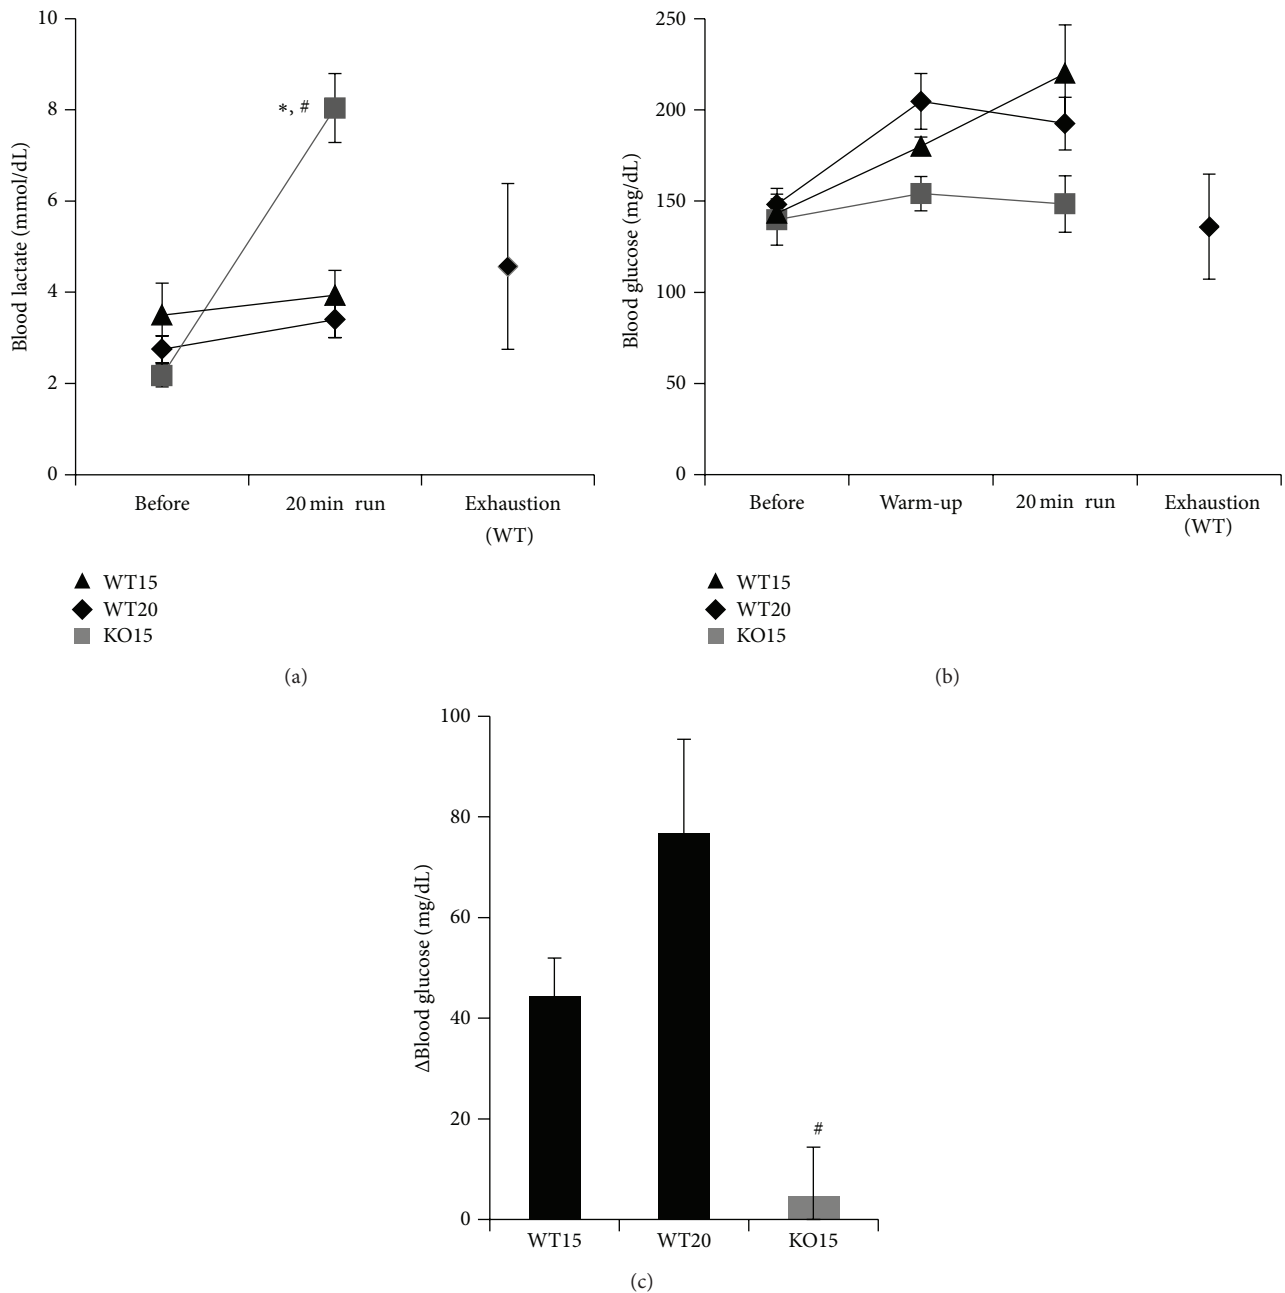 Blood lactate (mmol/dL)
10
8
6
4
2
0
*, #
Before
20 min run
Exhaustion
(WT)
WT15
WT20
KO15
(a)
Blood glucose (mg/dL)
250
200
150
100
50
0
Before
Warm-up
20 min run
Exhaustion
(WT)
WT15
WT20
KO15
(b)
ΔBlood glucose (mg/dL)
100
80
60
40
20
0
#
WT15
WT20
KO15
(c)